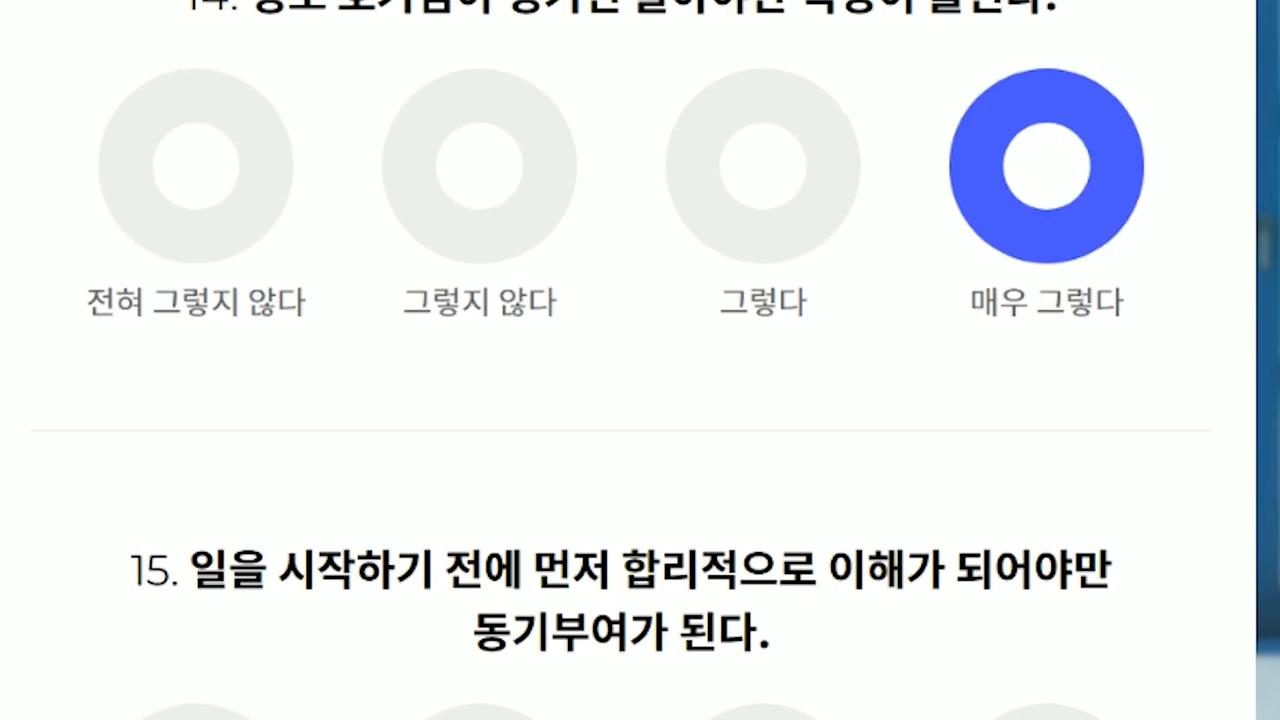 전혀 그렇지 않다
그렇지 않다
그렇다
매우 그렇다
15. 일을 시작하기 전에 먼저 합리적으로 이해가 되어야만
동기부여가 된다.